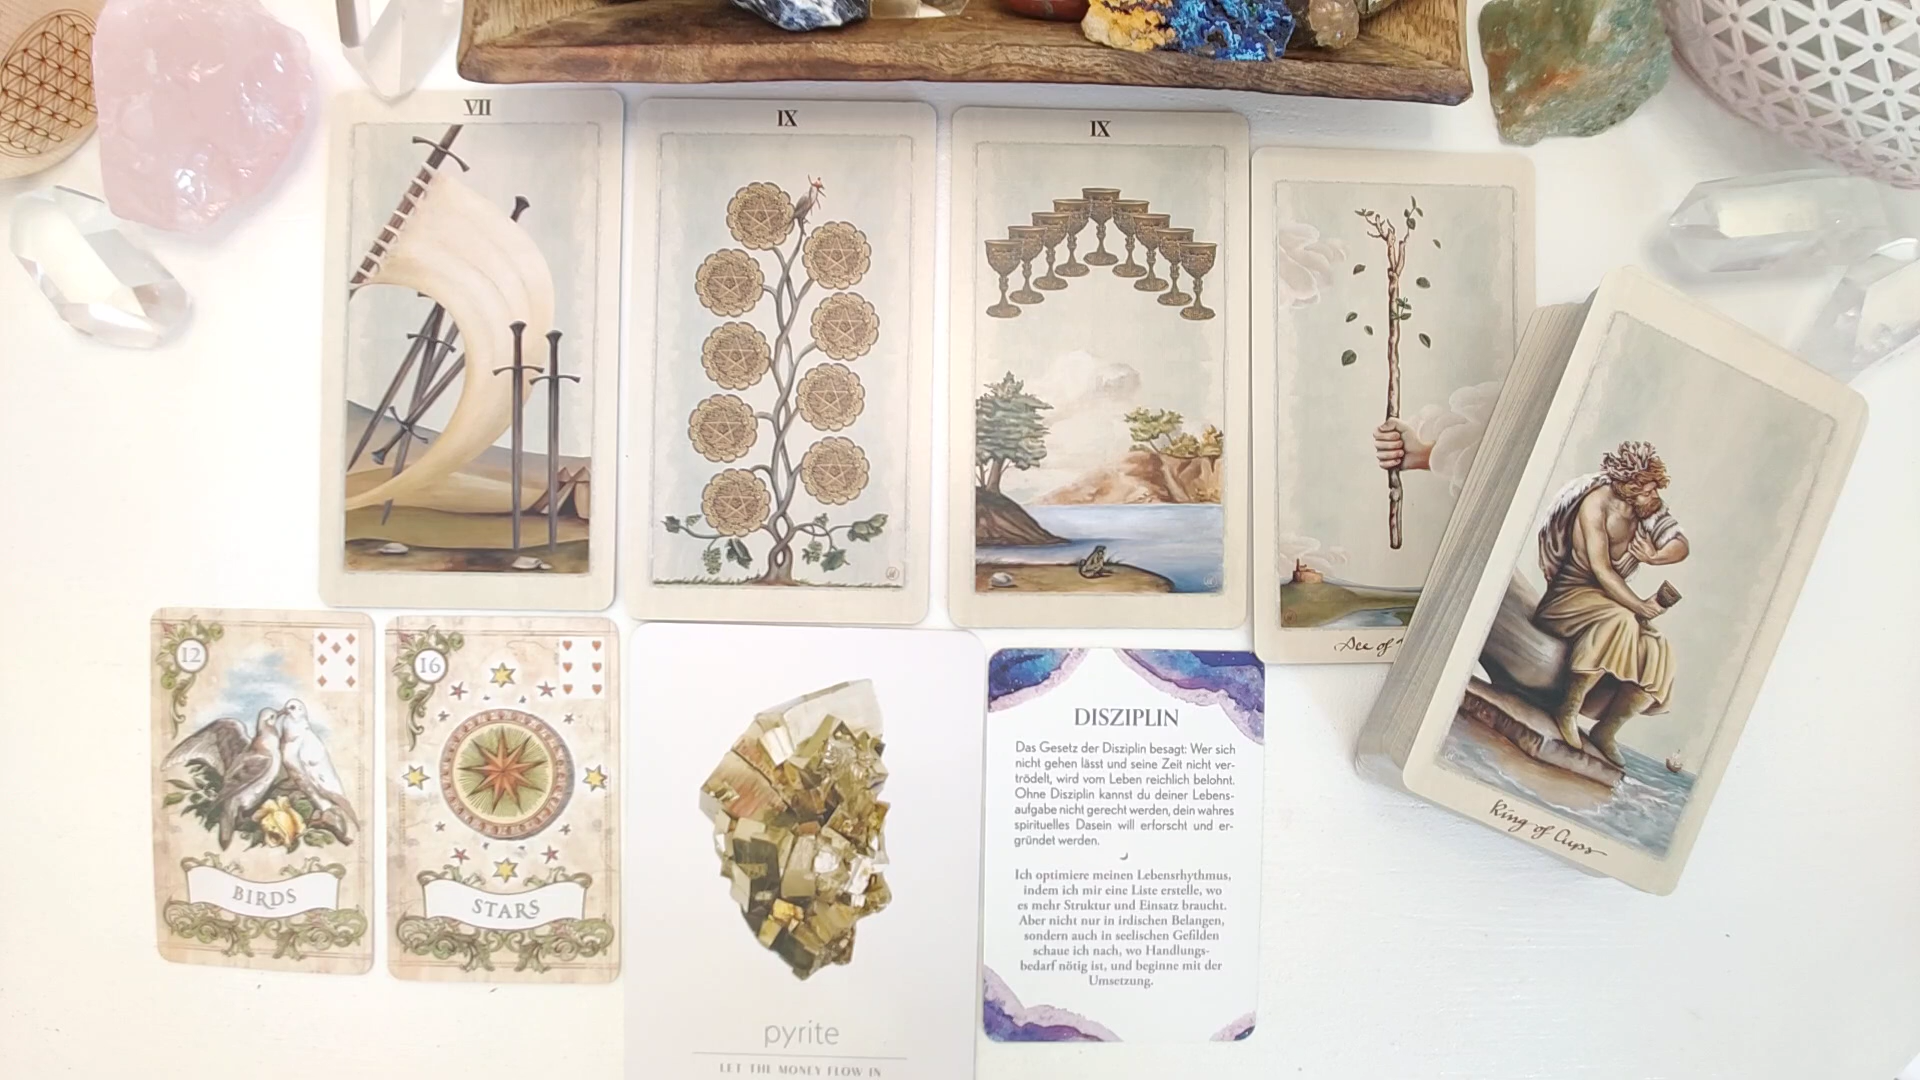 VII
IX
IX
Ace of
King of Cups
12
BIRDS
16
STARS
pyrite
LET THE MONEY FLOW IN
DISZIPLIN
Das Gesetz der Disziplin besagt: Wer sich
nicht gehen lässt und seine Zeit nicht ver-
trödelt, wird vom Leben reichlich belohnt.
Ohne Disziplin kannst du deiner Lebens-
aufgabe nicht gerecht werden, dein wahres
spirituelles Dasein will erforscht und er-
gründet werden.
Ich optimiere meinen Lebensrhythmus,
indem ich mir eine Liste erstelle, wo
es mehr Struktur und Einsatz braucht.
Aber nicht nur in irdischen Belangen,
sondern auch in seelischen Gefilden
schaue ich nach, wo Handlungs-
bedarf nötig ist, und beginne mit der
Umsetzung.